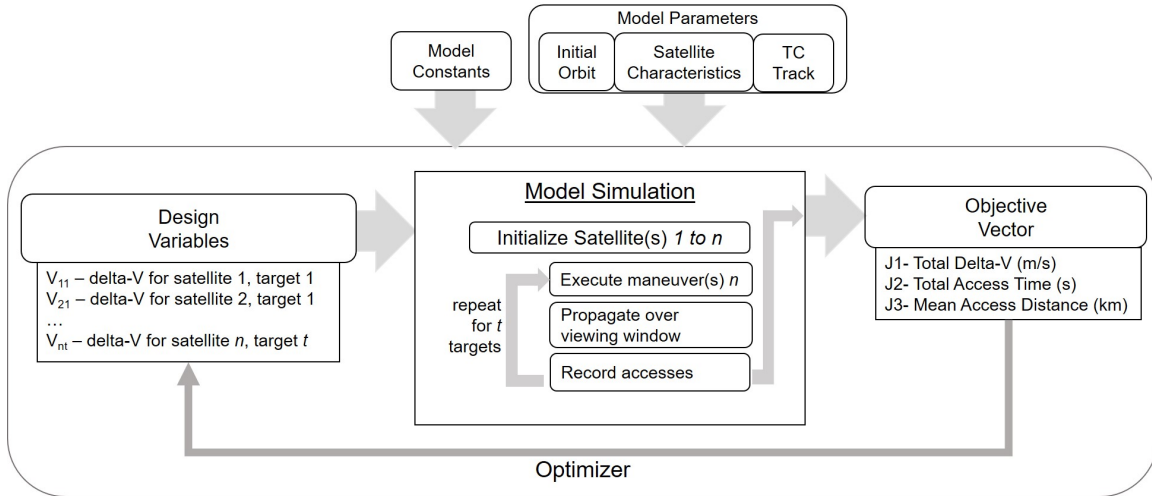 Model Parameters
Model
Constants
Initial
Orbit
Satellite
Characteristics
TC
Track
Design
Variables
V11 – delta-V for satellite 1, target 1
V21 – delta-V for satellite 2, target 1
…
Vnt – delta-V for satellite n, target t
Model Simulation
Initialize Satellite(s) 1 to n
Execute maneuver(s) n
repeat
for t
targets
Propagate over
viewing window
Record accesses
Objective
Vector
J1- Total Delta-V (m/s)
J2- Total Access Time (s)
J3- Mean Access Distance (km)
Optimizer